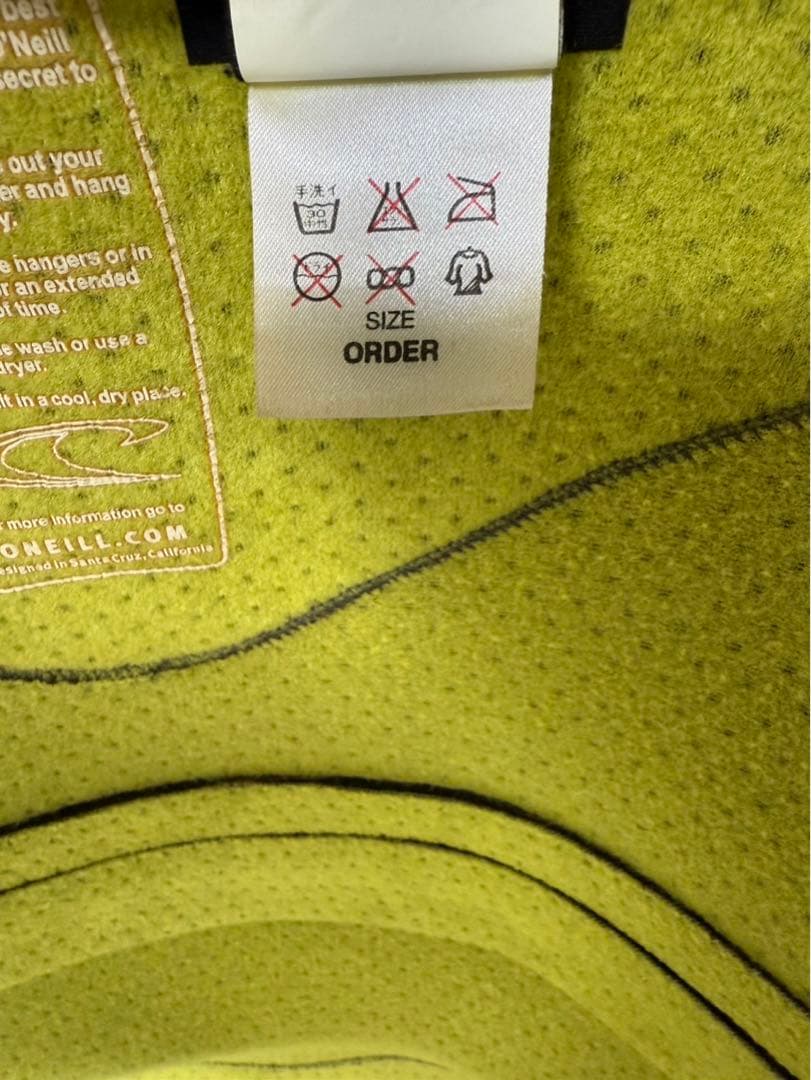 best
O'Neill
secret to
out your
er and hang
y.
e hangers or in
r an extended
of time.
e wash or use a
dryer.
it in a cool, dry place.
r more information go to
ONEILL.COM
esigned in Santa Cruz, California
手洗イ
30
中性
SIZE
ORDER